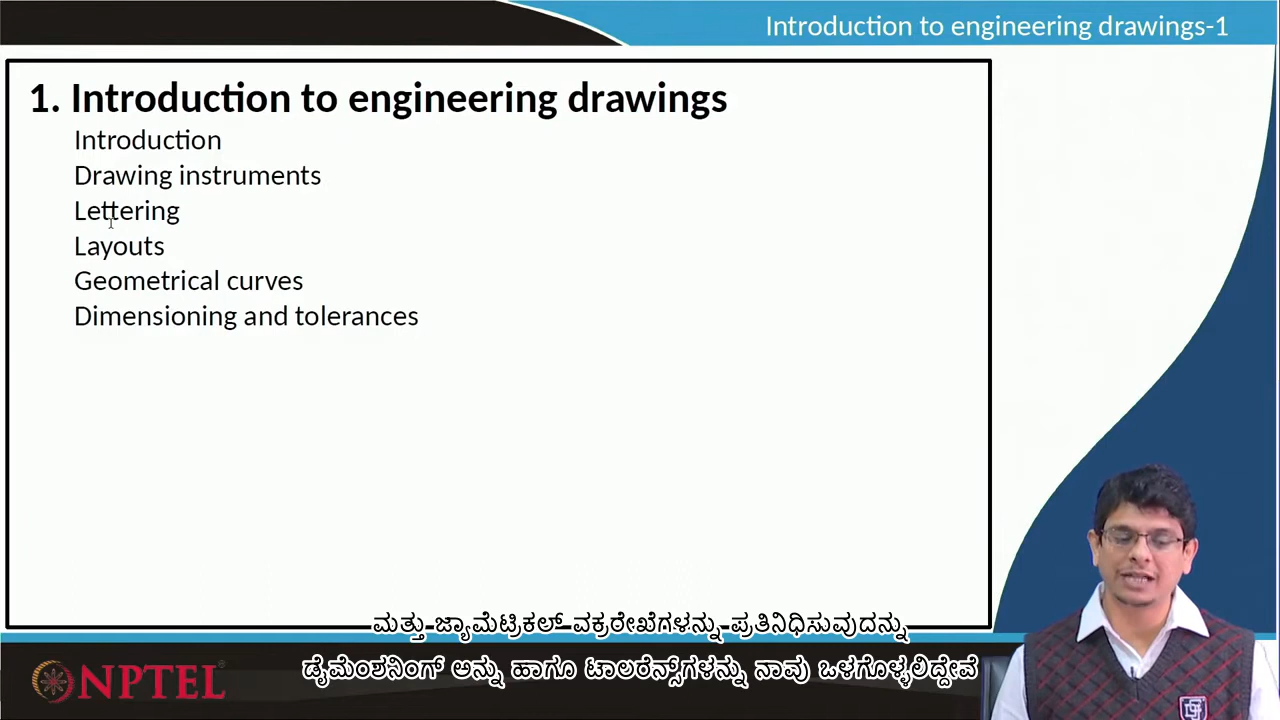 Introduction to engineering drawings-1
1. Introduction to engineering drawings
Introduction
Drawing instruments
Lettering
Layouts
Geometrical curves
Dimensioning and tolerances
ಮತ್ತು ಜ್ಯಾಮೆಟ್ರಿಕಲ್ ವಕ್ರರೇಖೆಗಳನ್ನು ಪ್ರತಿನಿಧಿಸುವುದನ್ನು
ಡೈಮೆಂಶನಿಂಗ್ ಅನ್ನು ಹಾಗೂ ಟಾಲರೆನ್ಸ್‌ಗಳನ್ನು ನಾವು ಒಳಗೊಳ್ಳಲಿದ್ದೇವೆ
NPTEL